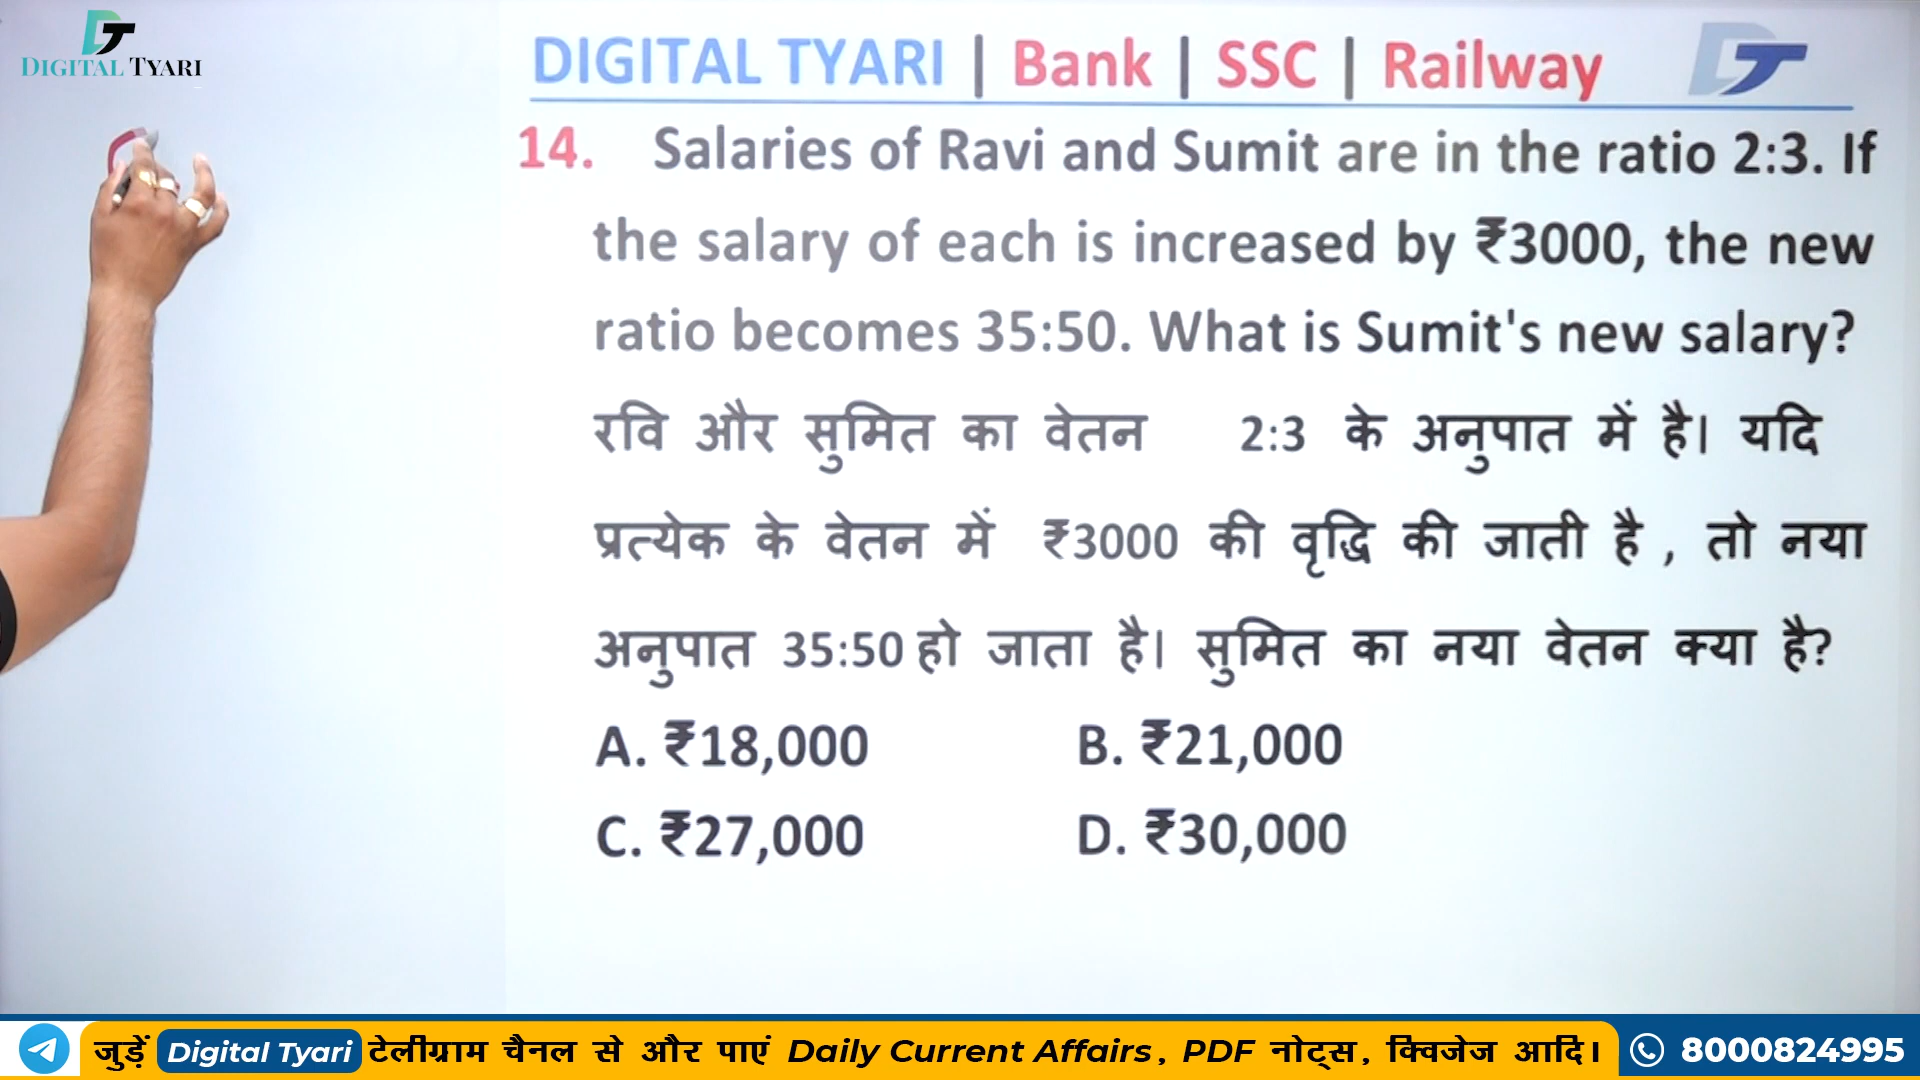 DT
DIGITAL TYARI
DIGITAL TYARI | Bank | SSC | Railway DT
14. Salaries of Ravi and Sumit are in the ratio 2:3. If
the salary of each is increased by ₹3000, the new
ratio becomes 35:50. What is Sumit's new salary?
रवि और सुमित का वेतन 2:3 के अनुपात में है। यदि
प्रत्येक के वेतन में ₹3000 की वृद्धि की जाती है , तो नया
अनुपात 35:50 हो जाता है। सुमित का नया वेतन क्या है?
A. ₹18,000 B. ₹21,000
C. ₹27,000 D. ₹30,000
जुड़ें Digital Tyari टेलीग्राम चैनल से और पाएं Daily Current Affairs, PDF नोट्स, क्विजेज आदि। 8000824995